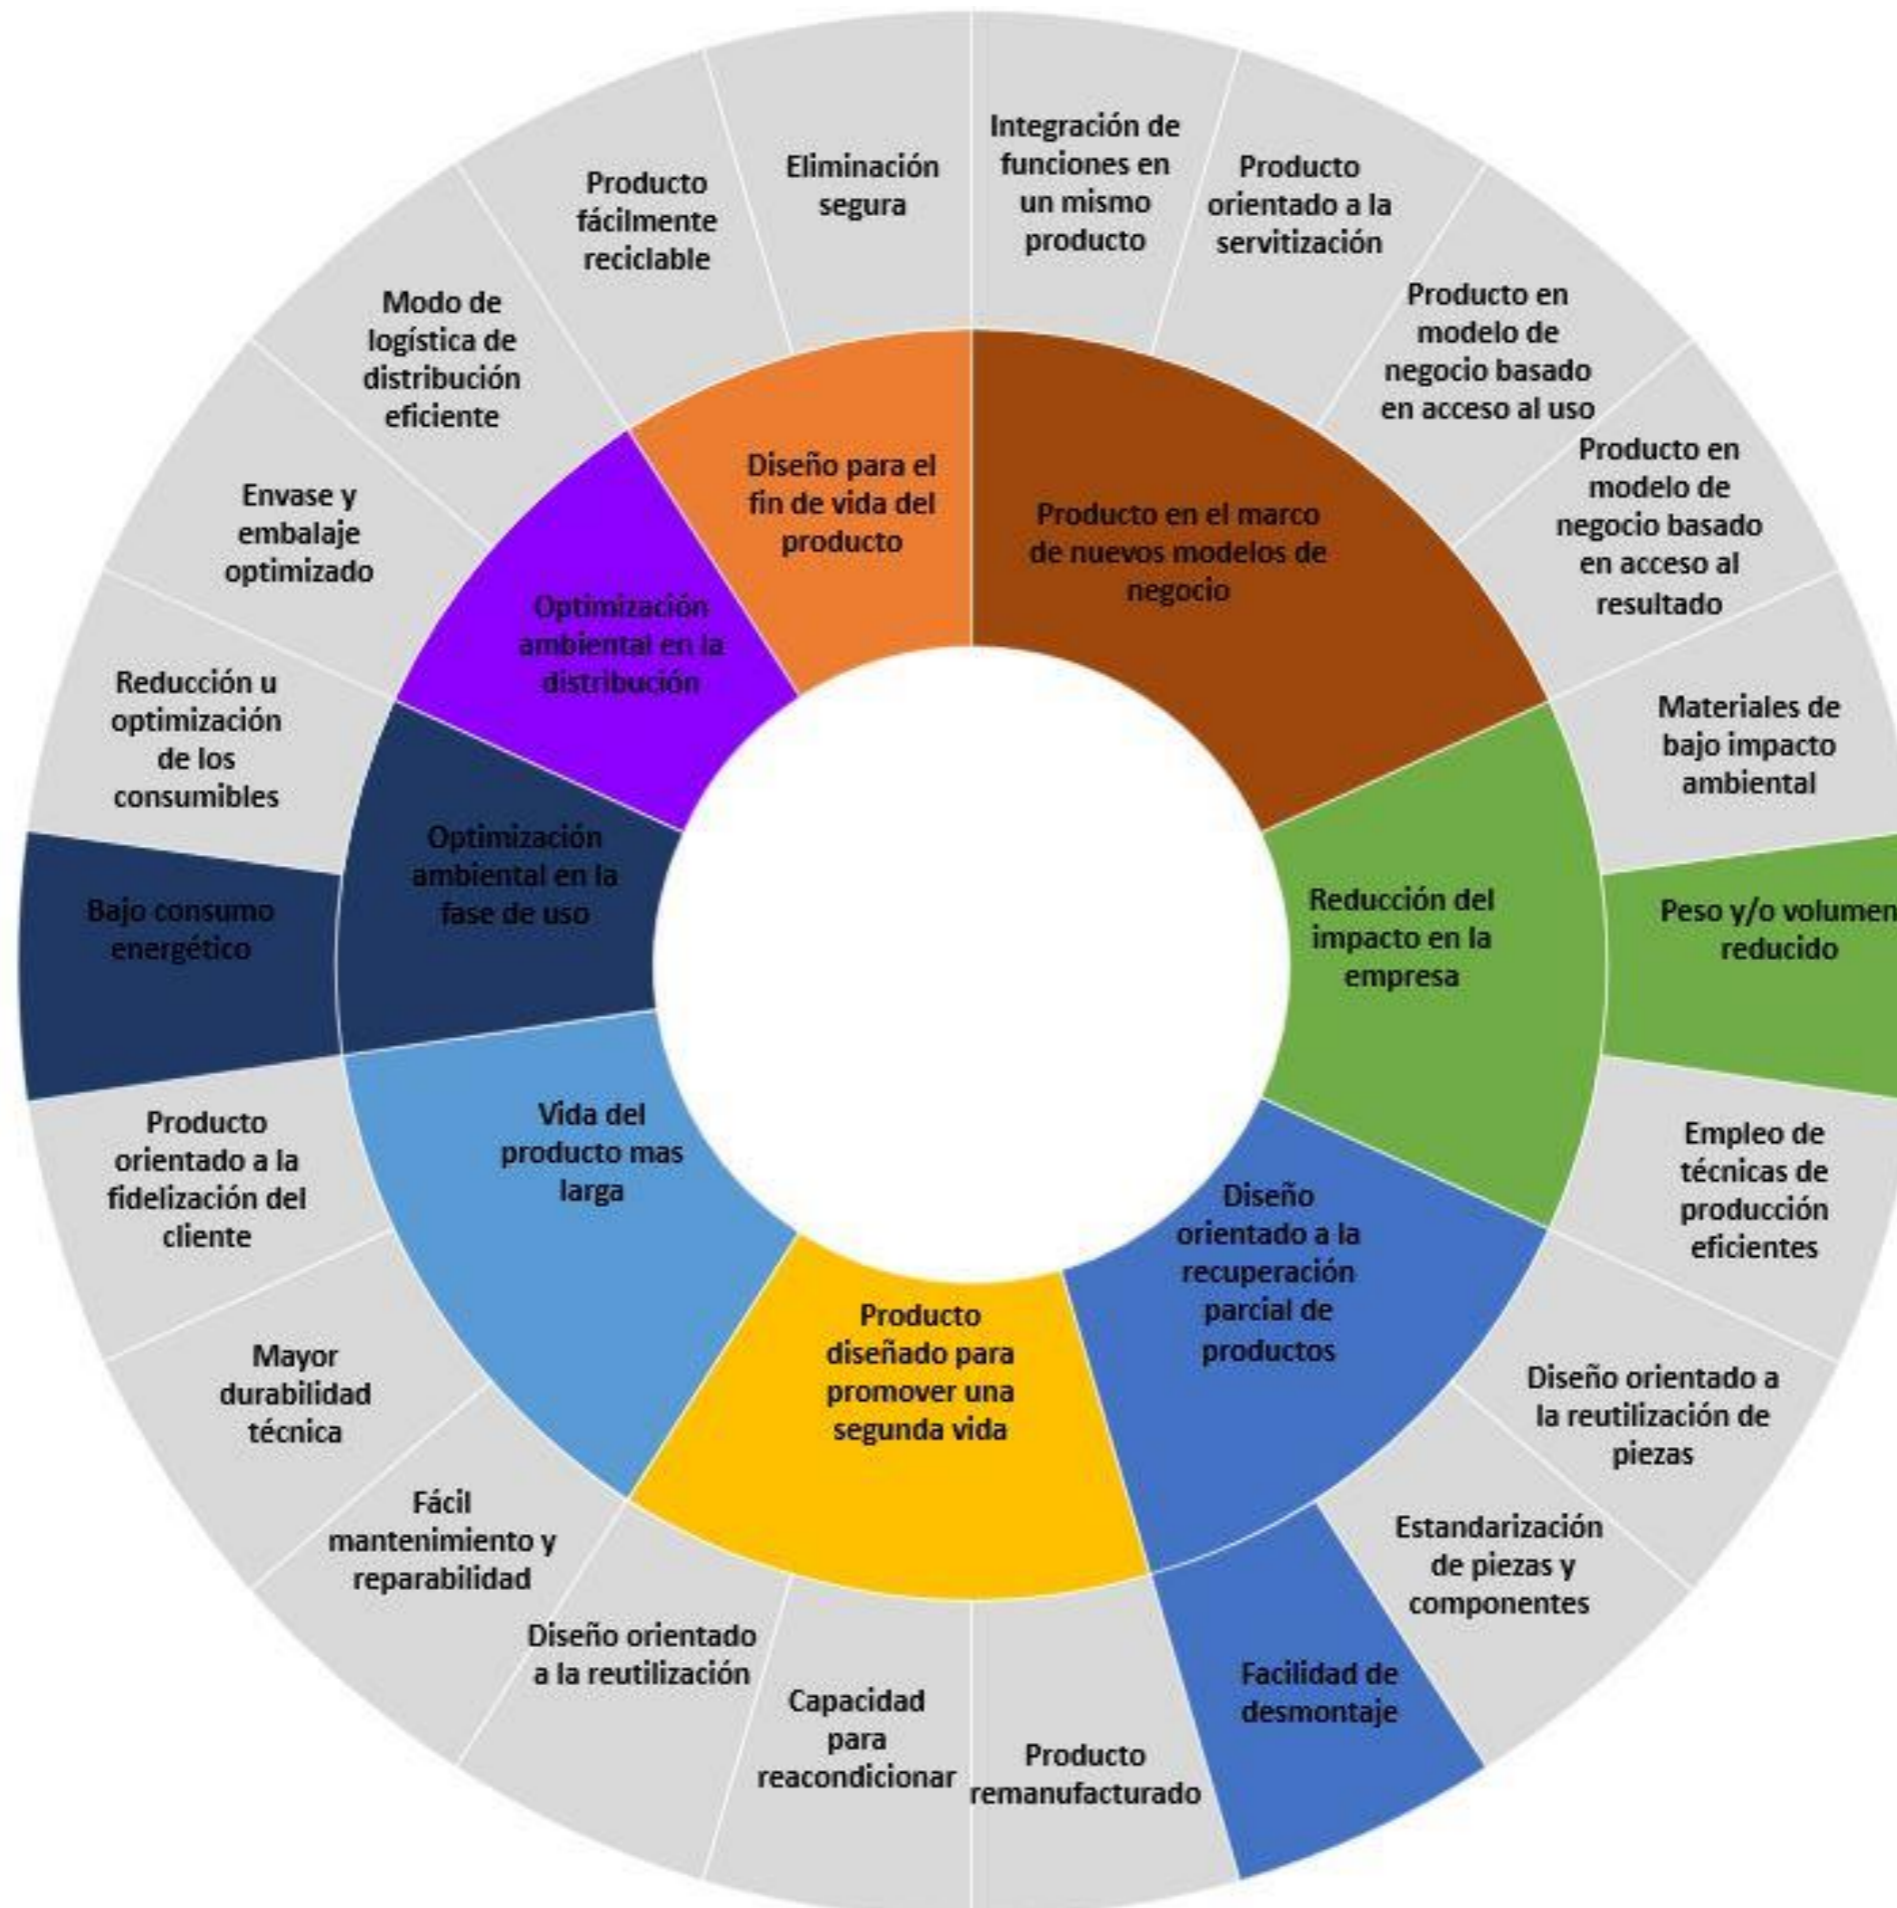 Integración de
funciones en
un mismo
producto
Producto
orientado a la
servitización
Producto en
modelo de
negocio basado
en acceso al uso
Producto en
modelo de
negocio basado
en acceso al
resultado
Materiales de
bajo impacto
ambiental
Peso y/o volumen
reducido
Empleo de
técnicas de
producción
eficientes
Diseño orientado a
la reutilización de
piezas
Estandarización
de piezas y
componentes
Facilidad de
desmontaje
Producto
remanufacturado
Capacidad
para
reacondicionar
Diseño orientado
a la reutilización
Fácil
mantenimiento y
reparabilidad
Mayor
durabilidad
técnica
Producto
orientado a la
fidelización del
cliente
Bajo consumo
energético
Reducción u
optimización
de los
consumibles
Envase y
embalaje
optimizado
Modo de
logística de
distribución
eficiente
Producto
fácilmente
reciclable
Eliminación
segura
Producto en el marco
de nuevos modelos de
negocio
Reducción del
impacto en la
empresa
Diseño
orientado a la
recuperación
parcial de
productos
Producto
diseñado para
promover una
segunda vida
Vida del
producto mas
larga
Optimización
ambiental en la
fase de uso
Optimización
ambiental en la
distribución
Diseño para el
fin de vida del
producto